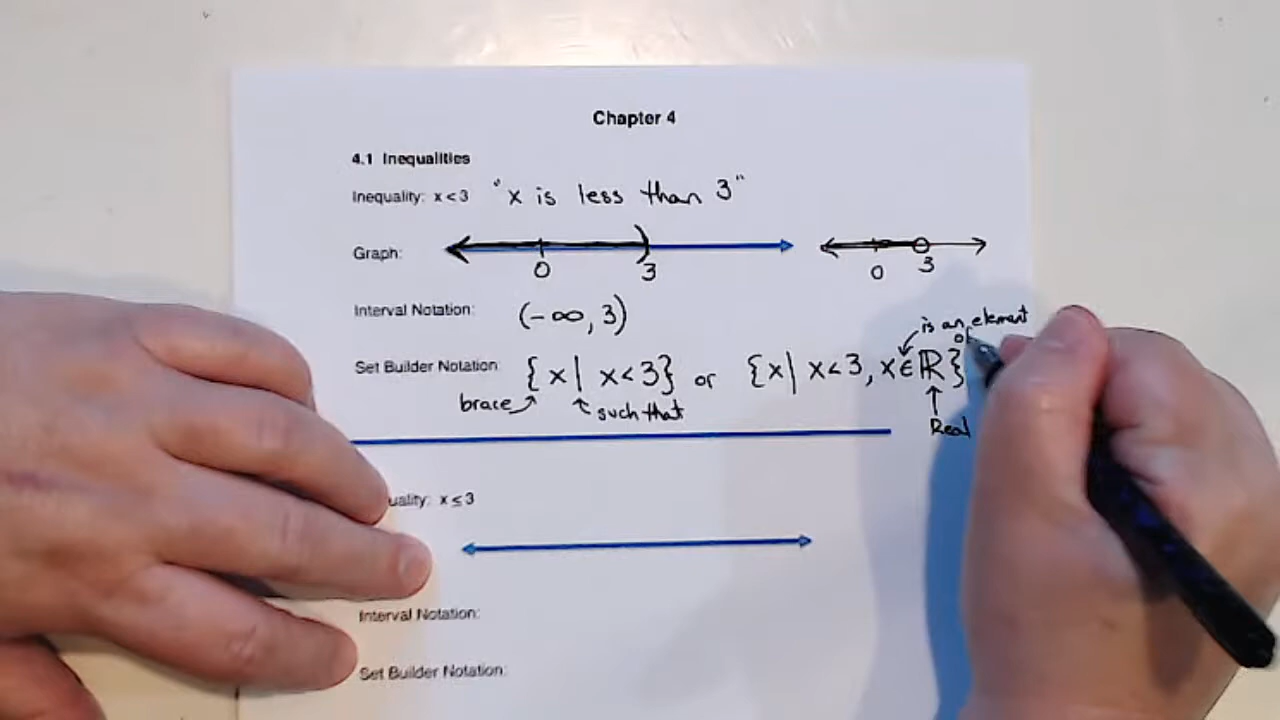 Chapter 4
4.1 Inequalities
Inequality: x < 3 "x is less than 3"
Graph:
0 3 0 3
Interval Notation: (-∞, 3)
is an element
of
Set Builder Notation: {x| x<3} or {x| x<3, x∈ℝ}
brace such that Real
uality: x ≤ 3
Interval Notation:
Set Builder Notation: